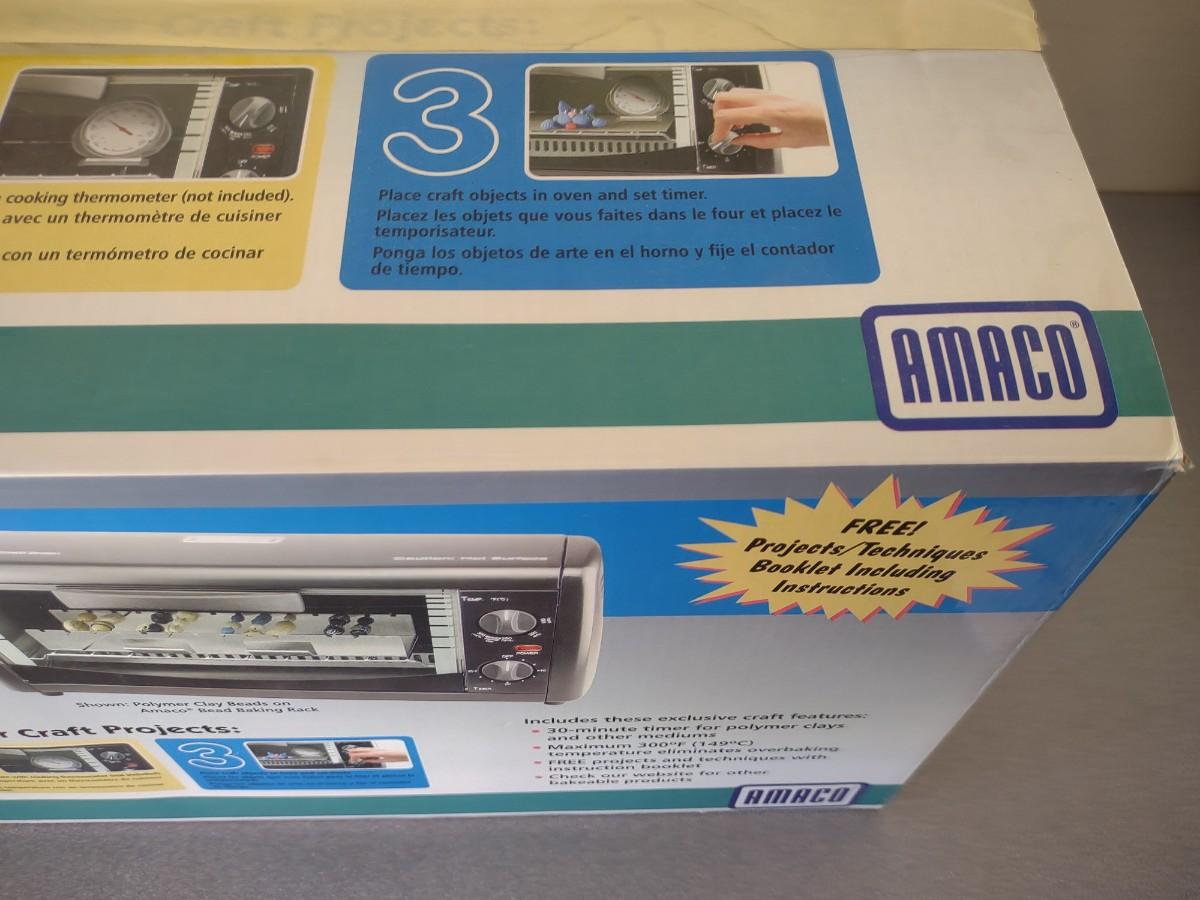 Craft Projects:
cooking thermometer (not included).
avec un thermomètre de cuisiner
con un termómetro de cocinar
3
Place craft objects in oven and set timer.
Placez les objets que vous faites dans le four et placez le
temporisateur.
Ponga los objetos de arte en el horno y fije el contador
de tiempo.
AMACO®
FREE!
Projects/Techniques
Booklet Including
Instructions
Caution: Hot Surface
POWER
OFF
Shown: Polymer Clay Beads on
Amaco® Bead Baking Rack
r Craft Projects:
3
Includes these exclusive craft features:
• 30-minute timer for polymer clays
and other mediums
• Maximum 300°F (149°C)
temperature eliminates overbaking
• FREE projects and techniques with
instruction booklet
• Check our website for other
bakeable products
AMACO